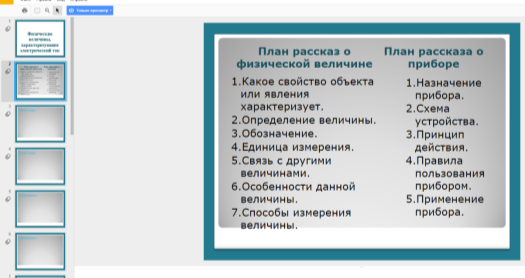 Только просмотр
Физические
величины,
характеризующие
электрический ток
План рассказ о
физической величине
1.Какое свойство объекта
или явления
характеризует.
2.Определение величины.
3.Обозначение.
4.Единица измерения.
5.Связь с другими
величинами.
6.Особенности данной
величины.
7.Способы измерения
величины.
План рассказа о
приборе
1.Назначение
прибора.
2.Схема
устройства.
3.Принцип
действия.
4.Правила
пользования
прибором.
5.Применение
прибора.